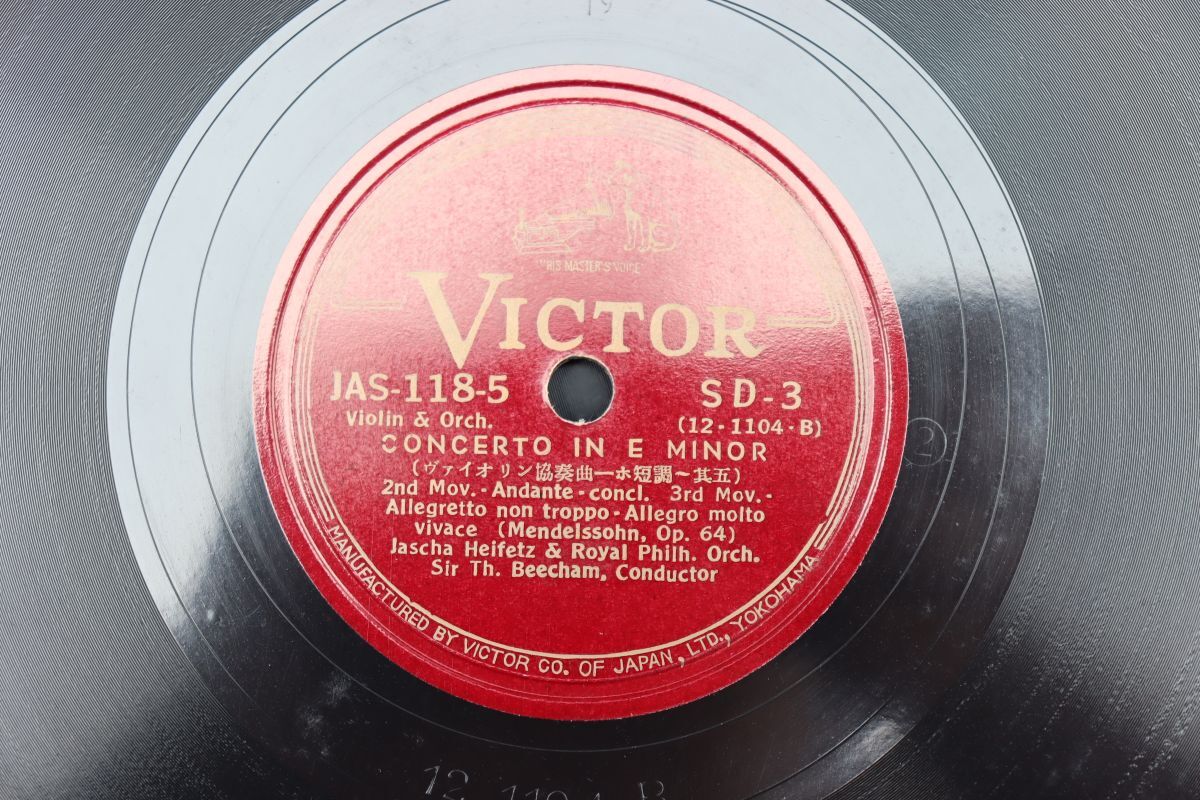 "HIS MASTER'S VOICE"
VICTOR
JAS-118-5
SD-3
Violin & Orch.
(12-1104-B)
CONCERTO IN E MINOR
(ヴァイオリン協奏曲―ホ短調〜其五)
2nd Mov.-Andante-concl. 3rd Mov.-
Allegretto non troppo-Allegro molto
vivace (Mendelssohn, Op. 64)
Jascha Heifetz & Royal Philh. Orch.
Sir Th. Beecham, Conductor
MANUFACTURED BY VICTOR CO. OF JAPAN, LTD., YOKOHAMA
2
12 1104 B